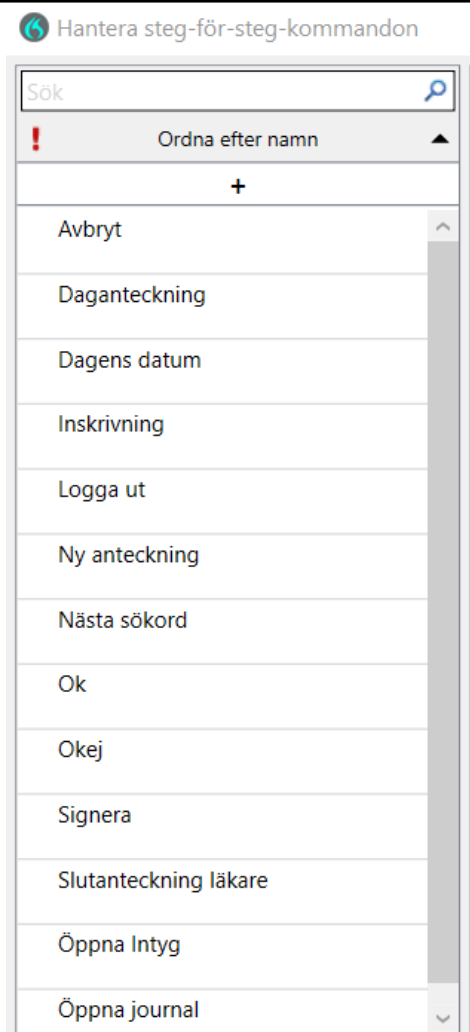 Hantera steg-för-steg-kommandon
Sök
! Ordna efter namn
+
Avbryt
Daganteckning
Dagens datum
Inskrivning
Logga ut
Ny anteckning
Nästa sökord
Ok
Okej
Signera
Slutanteckning läkare
Öppna Intyg
Öppna journal